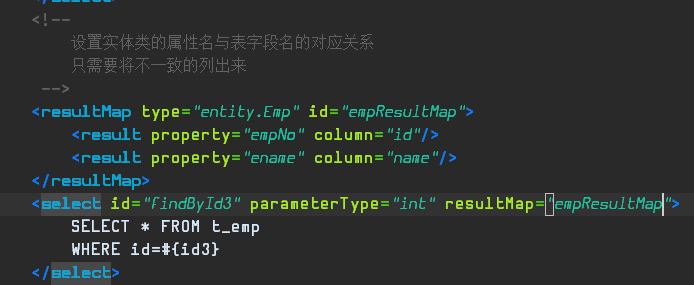 <!--
设置实体类的属性名与表字段名的对应关系
只需要将不一致的列出来
-->
<resultMap type="entity.Emp" id="empResultMap">
<result property="empNo" column="id"/>
<result property="ename" column="name"/>
</resultMap>
<select id="findById3" parameterType="int" resultMap="empResultMap">
SELECT * FROM t_emp
WHERE id=#{id3}
</select>